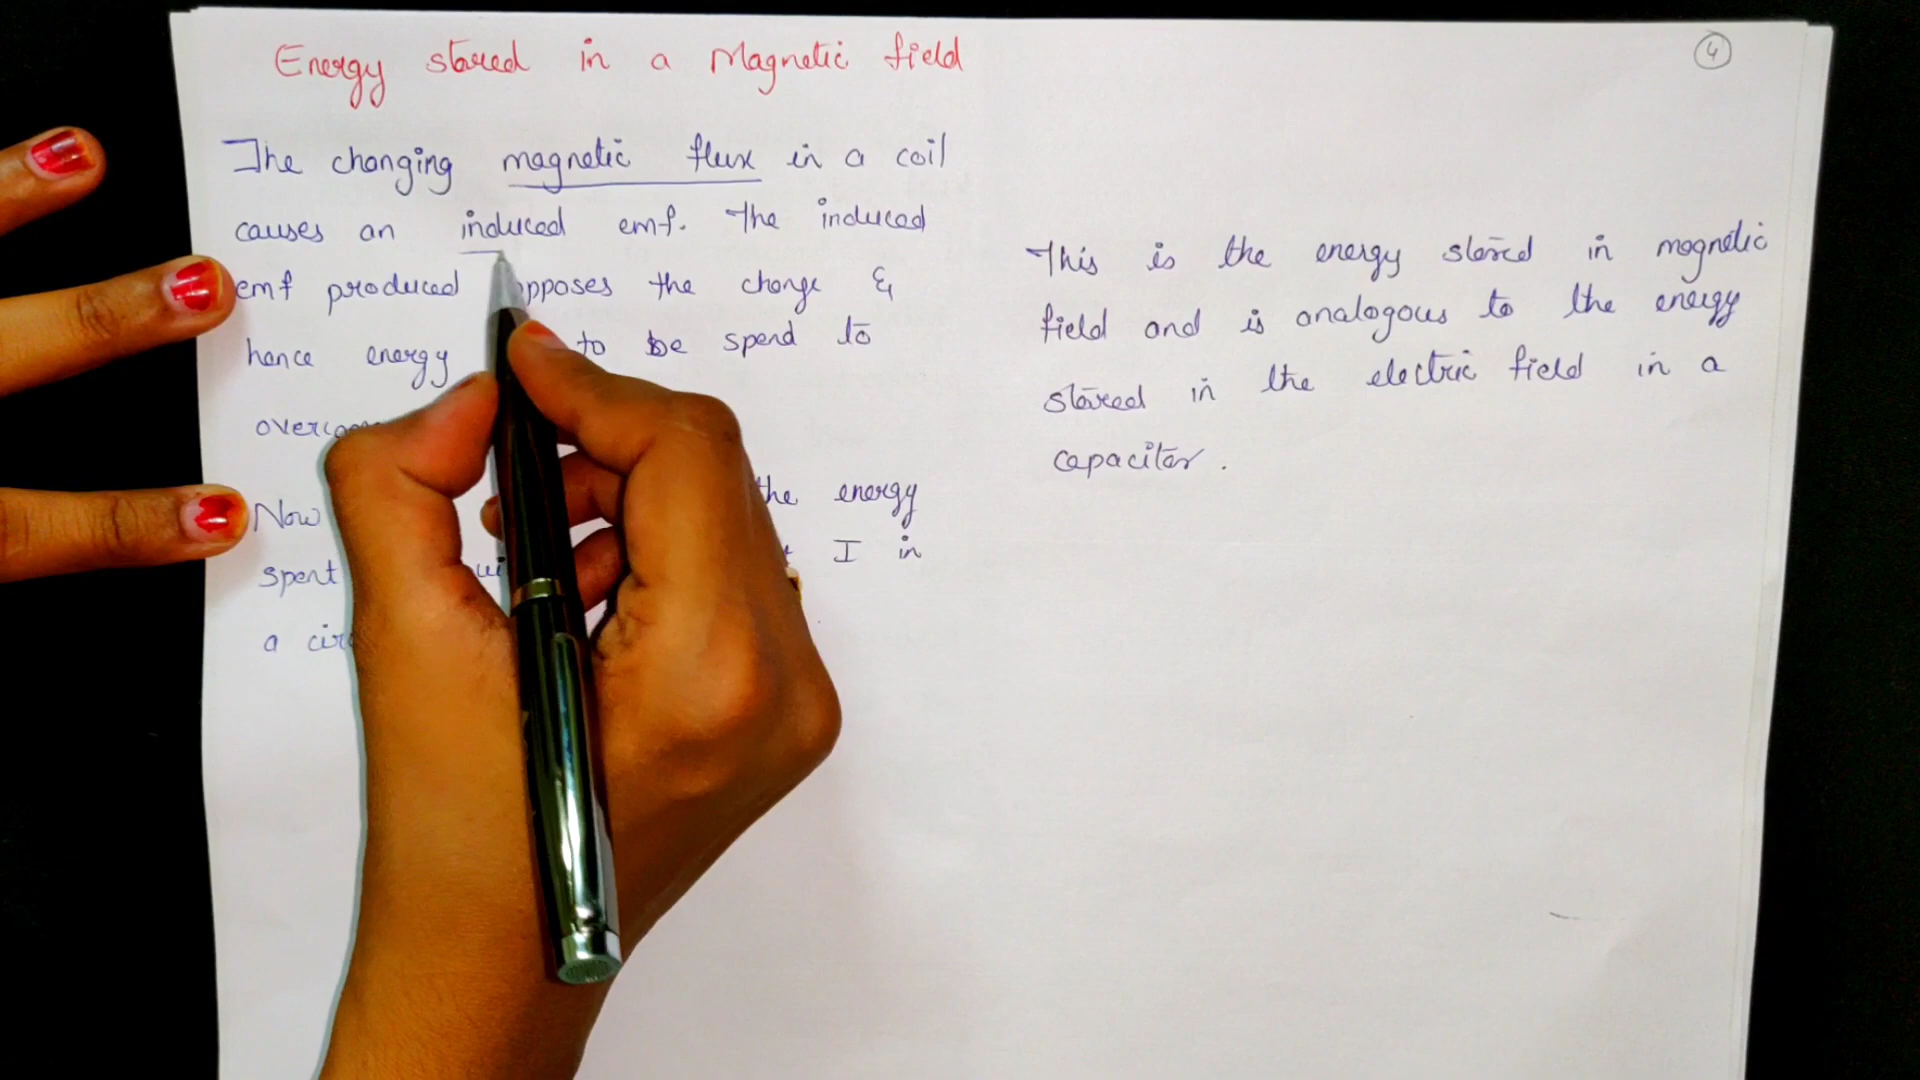 Energy stored in a Magnetic field
4
The changing magnetic flux in a coil
causes an induced emf. The induced
emf produced opposes the change &
hence energy to be spend to
Now the energy
spent I in
a
This is the energy stored in magnetic
field and is analogous to the energy
stored in the electric field in a
capacitor.